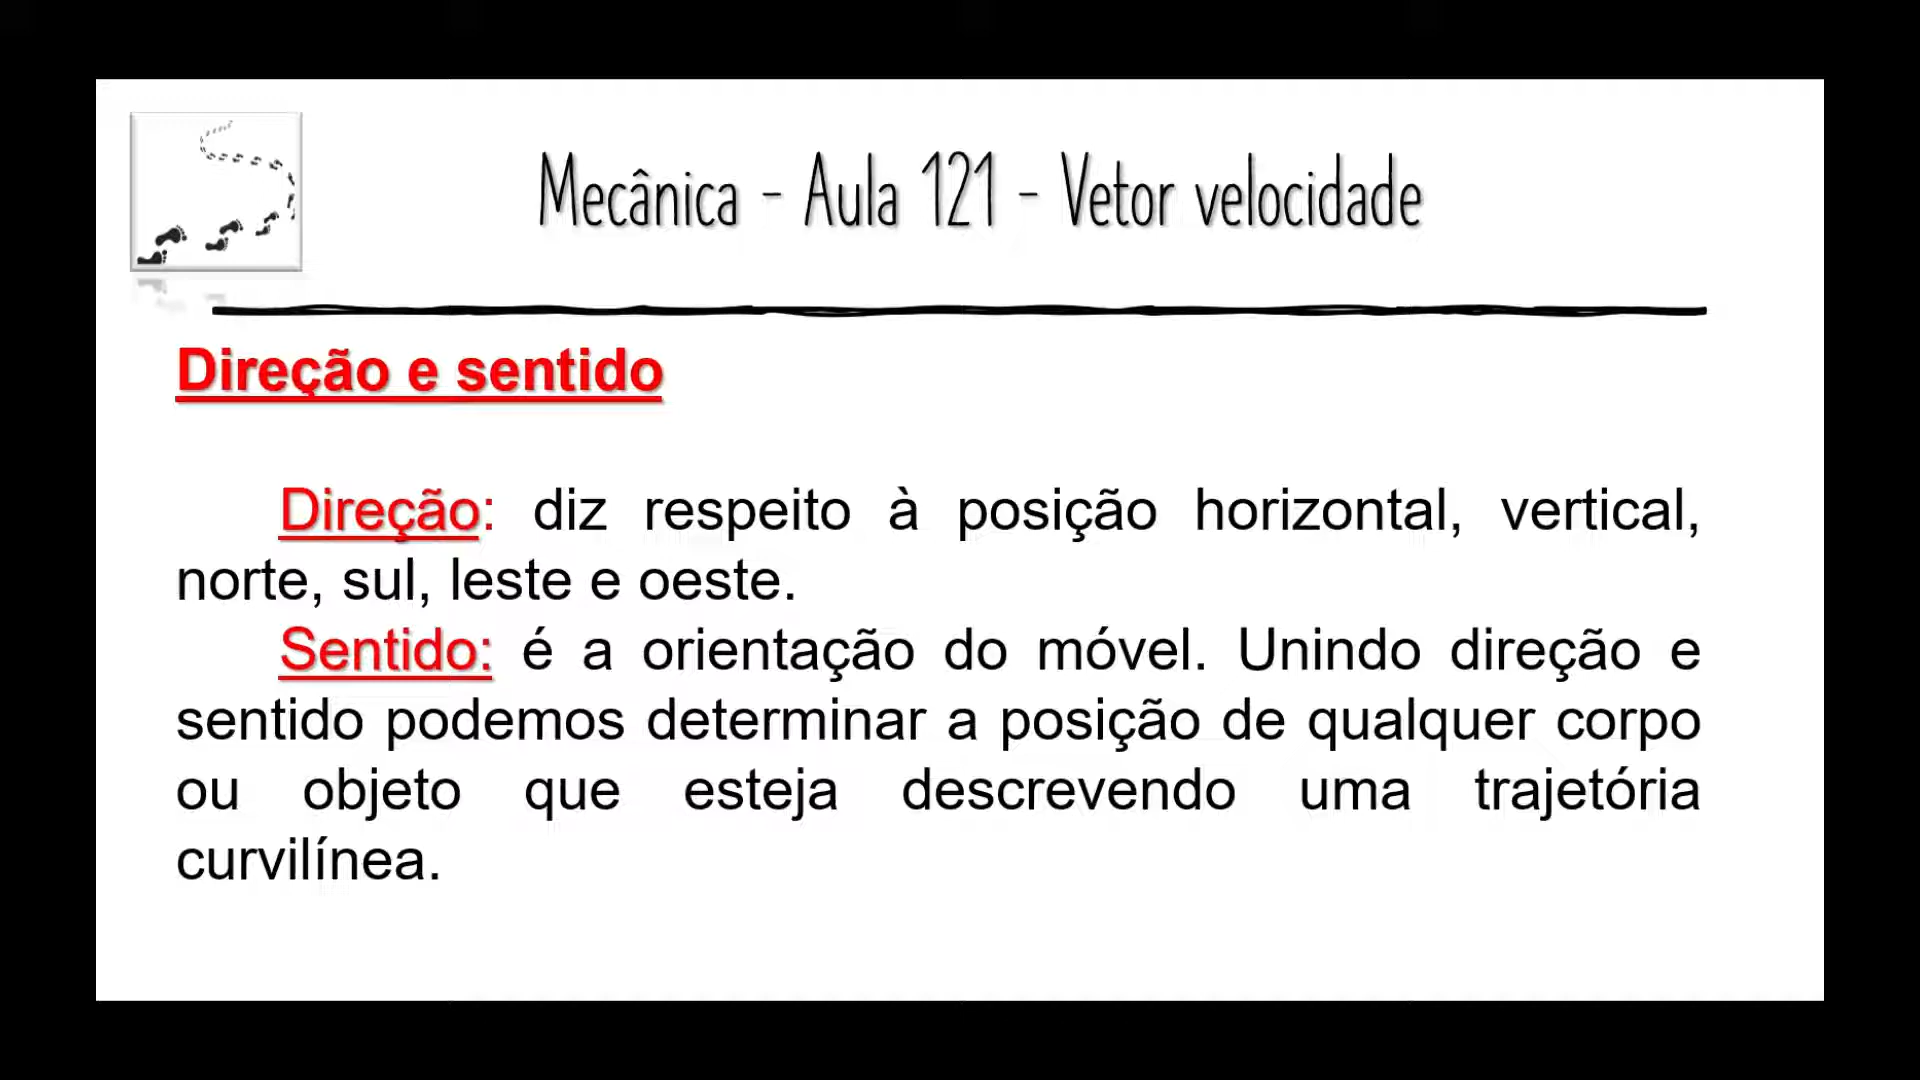 Mecânica - Aula 121 - Vetor velocidade
Direção e sentido
Direção: diz respeito à posição horizontal, vertical,
norte, sul, leste e oeste.
Sentido: é a orientação do móvel. Unindo direção e
sentido podemos determinar a posição de qualquer corpo
ou objeto que esteja descrevendo uma trajetória
curvilínea.